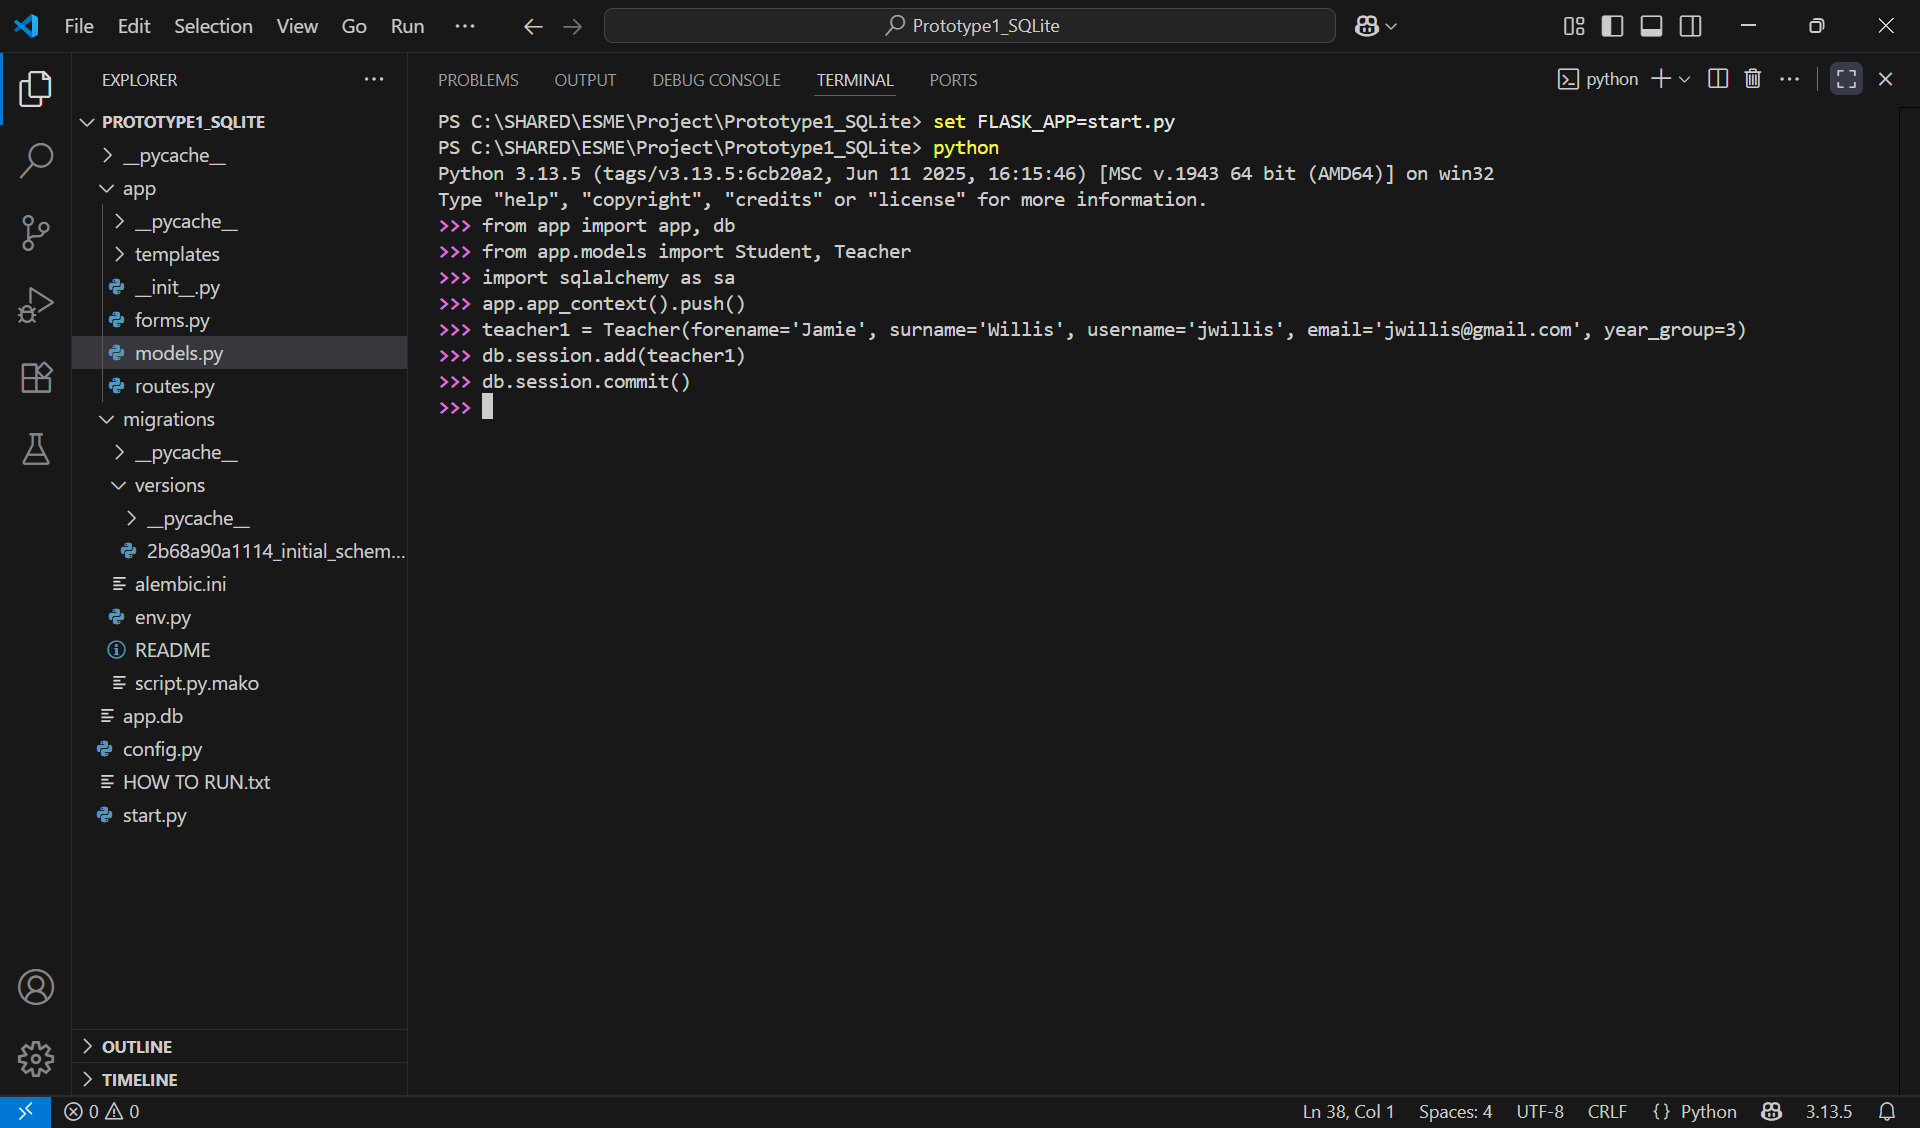 File Edit Selection View Go Run ··· Prototype1_SQLite
EXPLORER ···
PROTOTYPE1_SQLITE
__pycache__
app
__pycache__
templates
__init__.py
forms.py
models.py
routes.py
migrations
__pycache__
versions
__pycache__
2b68a90a1114_initial_schem...
alembic.ini
env.py
README
script.py.mako
app.db
config.py
HOW TO RUN.txt
start.py
OUTLINE
TIMELINE
PROBLEMS OUTPUT DEBUG CONSOLE TERMINAL PORTS python
PS C:\SHARED\ESME\Project\Prototype1_SQLite> set FLASK_APP=start.py
PS C:\SHARED\ESME\Project\Prototype1_SQLite> python
Python 3.13.5 (tags/v3.13.5:6cb20a2, Jun 11 2025, 16:15:46) [MSC v.1943 64 bit (AMD64)] on win32
Type "help", "copyright", "credits" or "license" for more information.
>>> from app import app, db
>>> from app.models import Student, Teacher
>>> import sqlalchemy as sa
>>> app.app_context().push()
>>> teacher1 = Teacher(forename='Jamie', surname='Willis', username='jwillis', email='jwillis@gmail.com', year_group=3)
>>> db.session.add(teacher1)
>>> db.session.commit()
>>>
0 0 Ln 38, Col 1 Spaces: 4 UTF-8 CRLF {} Python 3.13.5